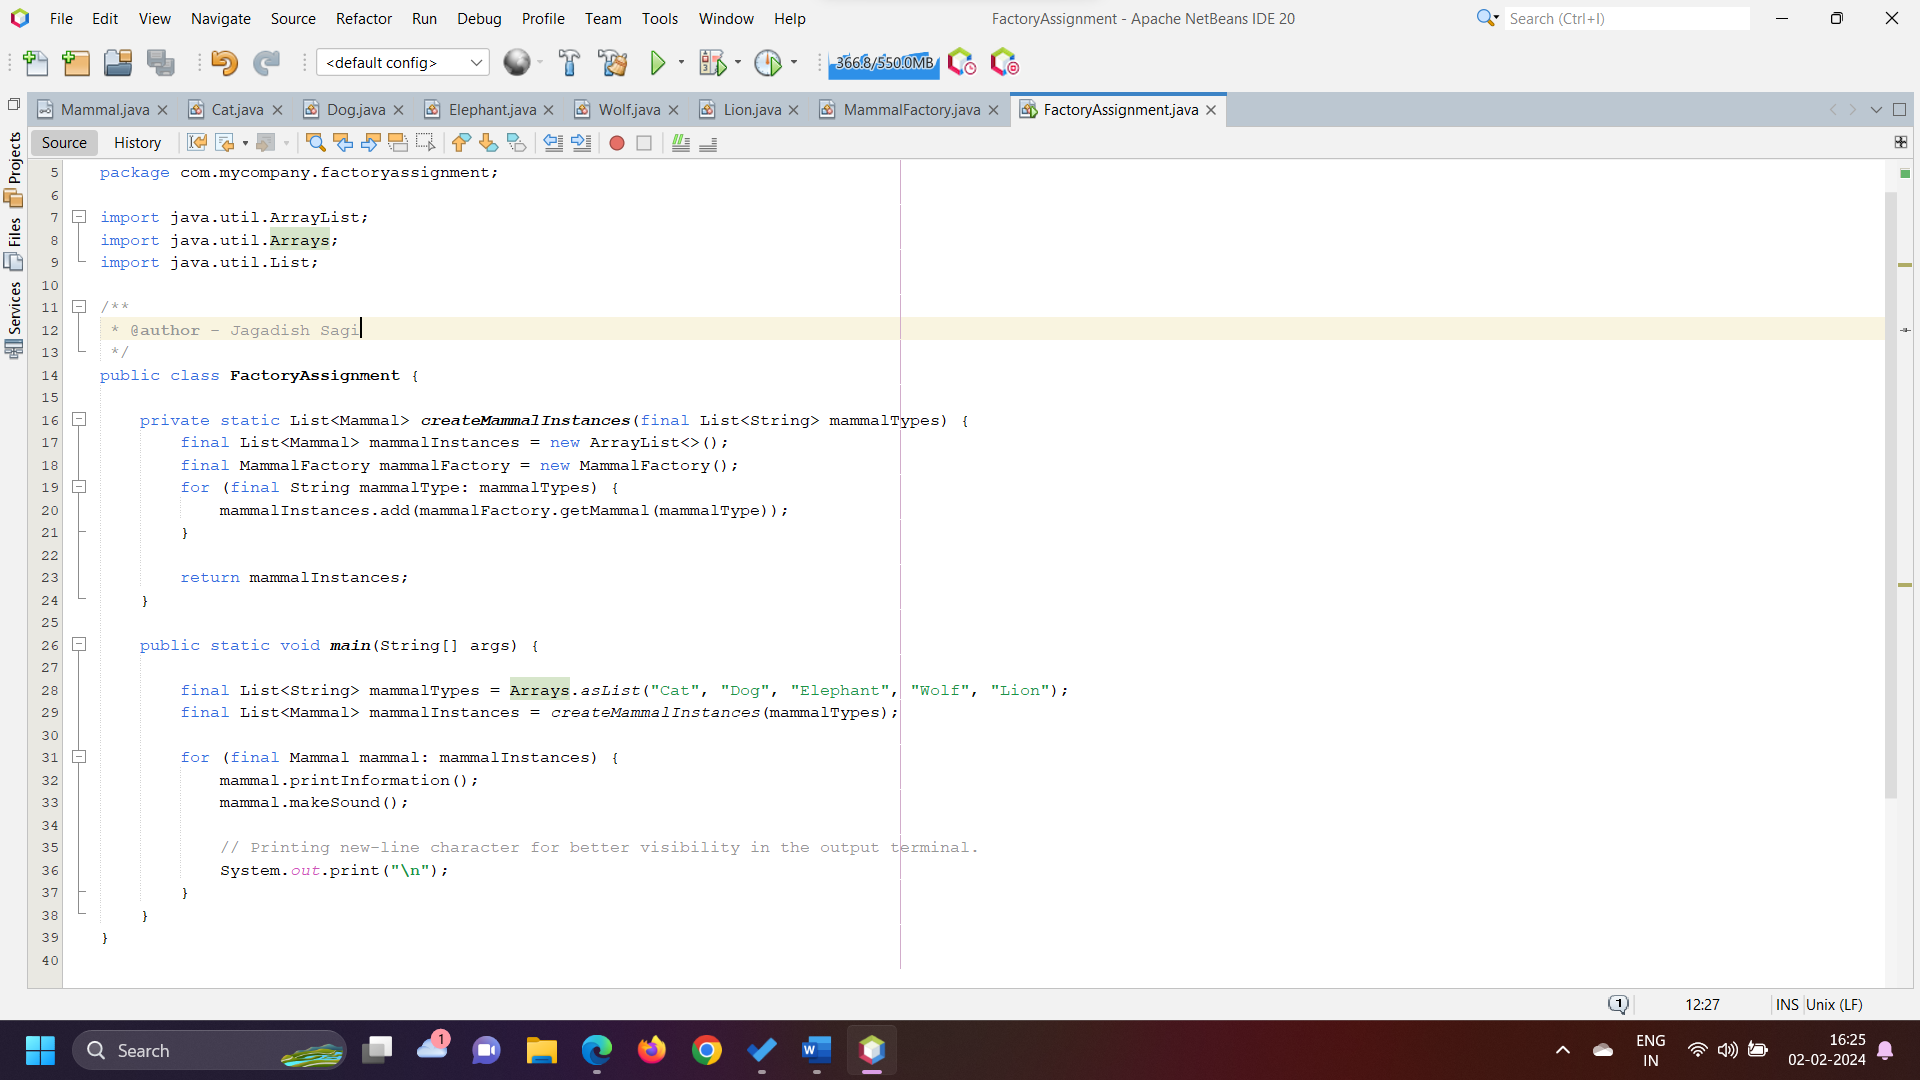 File Edit View Navigate Source Refactor Run Debug Profile Team Tools Window Help FactoryAssignment - Apache NetBeans IDE 20 Search (Ctrl+I)
<default config> 366.8/550.0MB
Mammal.java Cat.java Dog.java Elephant.java Wolf.java Lion.java MammalFactory.java FactoryAssignment.java
Source History
Projects
Files
Services
5 package com.mycompany.factoryassignment;
6
7 import java.util.ArrayList;
8 import java.util.Arrays;
9 import java.util.List;
10
11 /**
12 * @author - Jagadish Sagi
13 */
14 public class FactoryAssignment {
15
16 private static List<Mammal> createMammalInstances(final List<String> mammalTypes) {
17 final List<Mammal> mammalInstances = new ArrayList<>();
18 final MammalFactory mammalFactory = new MammalFactory();
19 for (final String mammalType: mammalTypes) {
20 mammalInstances.add(mammalFactory.getMammal(mammalType));
21 }
22
23 return mammalInstances;
24 }
25
26 public static void main(String[] args) {
27
28 final List<String> mammalTypes = Arrays.asList("Cat", "Dog", "Elephant", "Wolf", "Lion");
29 final List<Mammal> mammalInstances = createMammalInstances(mammalTypes);
30
31 for (final Mammal mammal: mammalInstances) {
32 mammal.printInformation();
33 mammal.makeSound();
34
35 // Printing new-line character for better visibility in the output terminal.
36 System.out.print("\n");
37 }
38 }
39 }
40
1 12:27 INS Unix (LF)
Search 1 ENG IN 16:25 02-02-2024